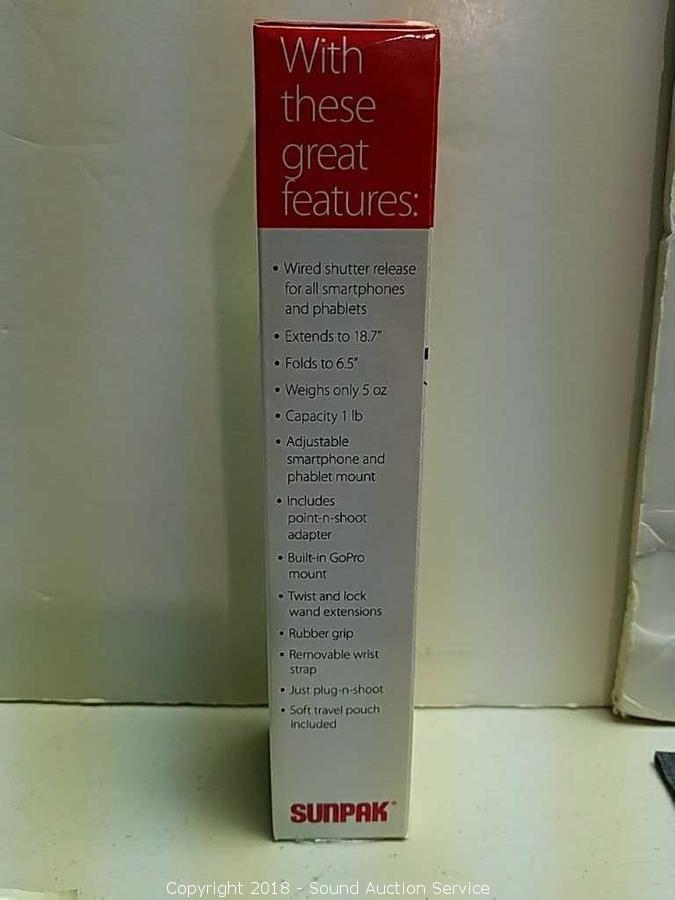 With
these
great
features:
• Wired shutter release
for all smartphones
and phablets
• Extends to 18.7"
• Folds to 6.5"
• Weighs only 5 oz
• Capacity 1 lb
• Adjustable
smartphone and
phablet mount
• Includes
point-n-shoot
adapter
• Built-in GoPro
mount
• Twist and lock
wand extensions
• Rubber grip
• Removable wrist
strap
• Just plug-n-shoot
• Soft travel pouch
included
SUNPAK®
Copyright 2018 - Sound Auction Service